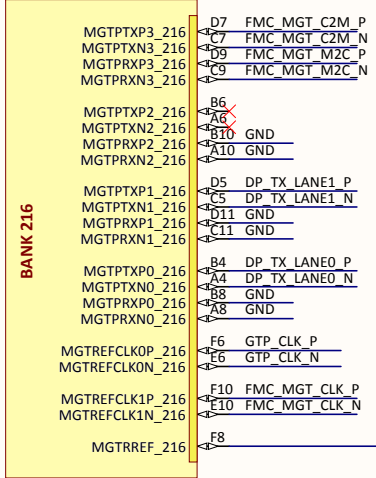 MGTPTXP3_216 D7 FMC_MGT_C2M_P
MGTPTXN3_216 C7 FMC_MGT_C2M_N
MGTPRXP3_216 D9 FMC_MGT_M2C_P
MGTPRXN3_216 C9 FMC_MGT_M2C_N
MGTPTXP2_216 B6
MGTPTXN2_216 A6
MGTPRXP2_216 B10 GND
MGTPRXN2_216 A10 GND
MGTPTXP1_216 D5 DP_TX_LANE1_P
MGTPTXN1_216 C5 DP_TX_LANE1_N
MGTPRXP1_216 D11 GND
MGTPRXN1_216 C11 GND
BANK 216
MGTPTXP0_216 B4 DP_TX_LANE0_P
MGTPTXN0_216 A4 DP_TX_LANE0_N
MGTPRXP0_216 B8 GND
MGTPRXN0_216 A8 GND
MGTREFCLK0P_216 F6 GTP_CLK_P
MGTREFCLK0N_216 E6 GTP_CLK_N
MGTREFCLK1P_216 F10 FMC_MGT_CLK_P
MGTREFCLK1N_216 E10 FMC_MGT_CLK_N
MGTRREF_216 F8